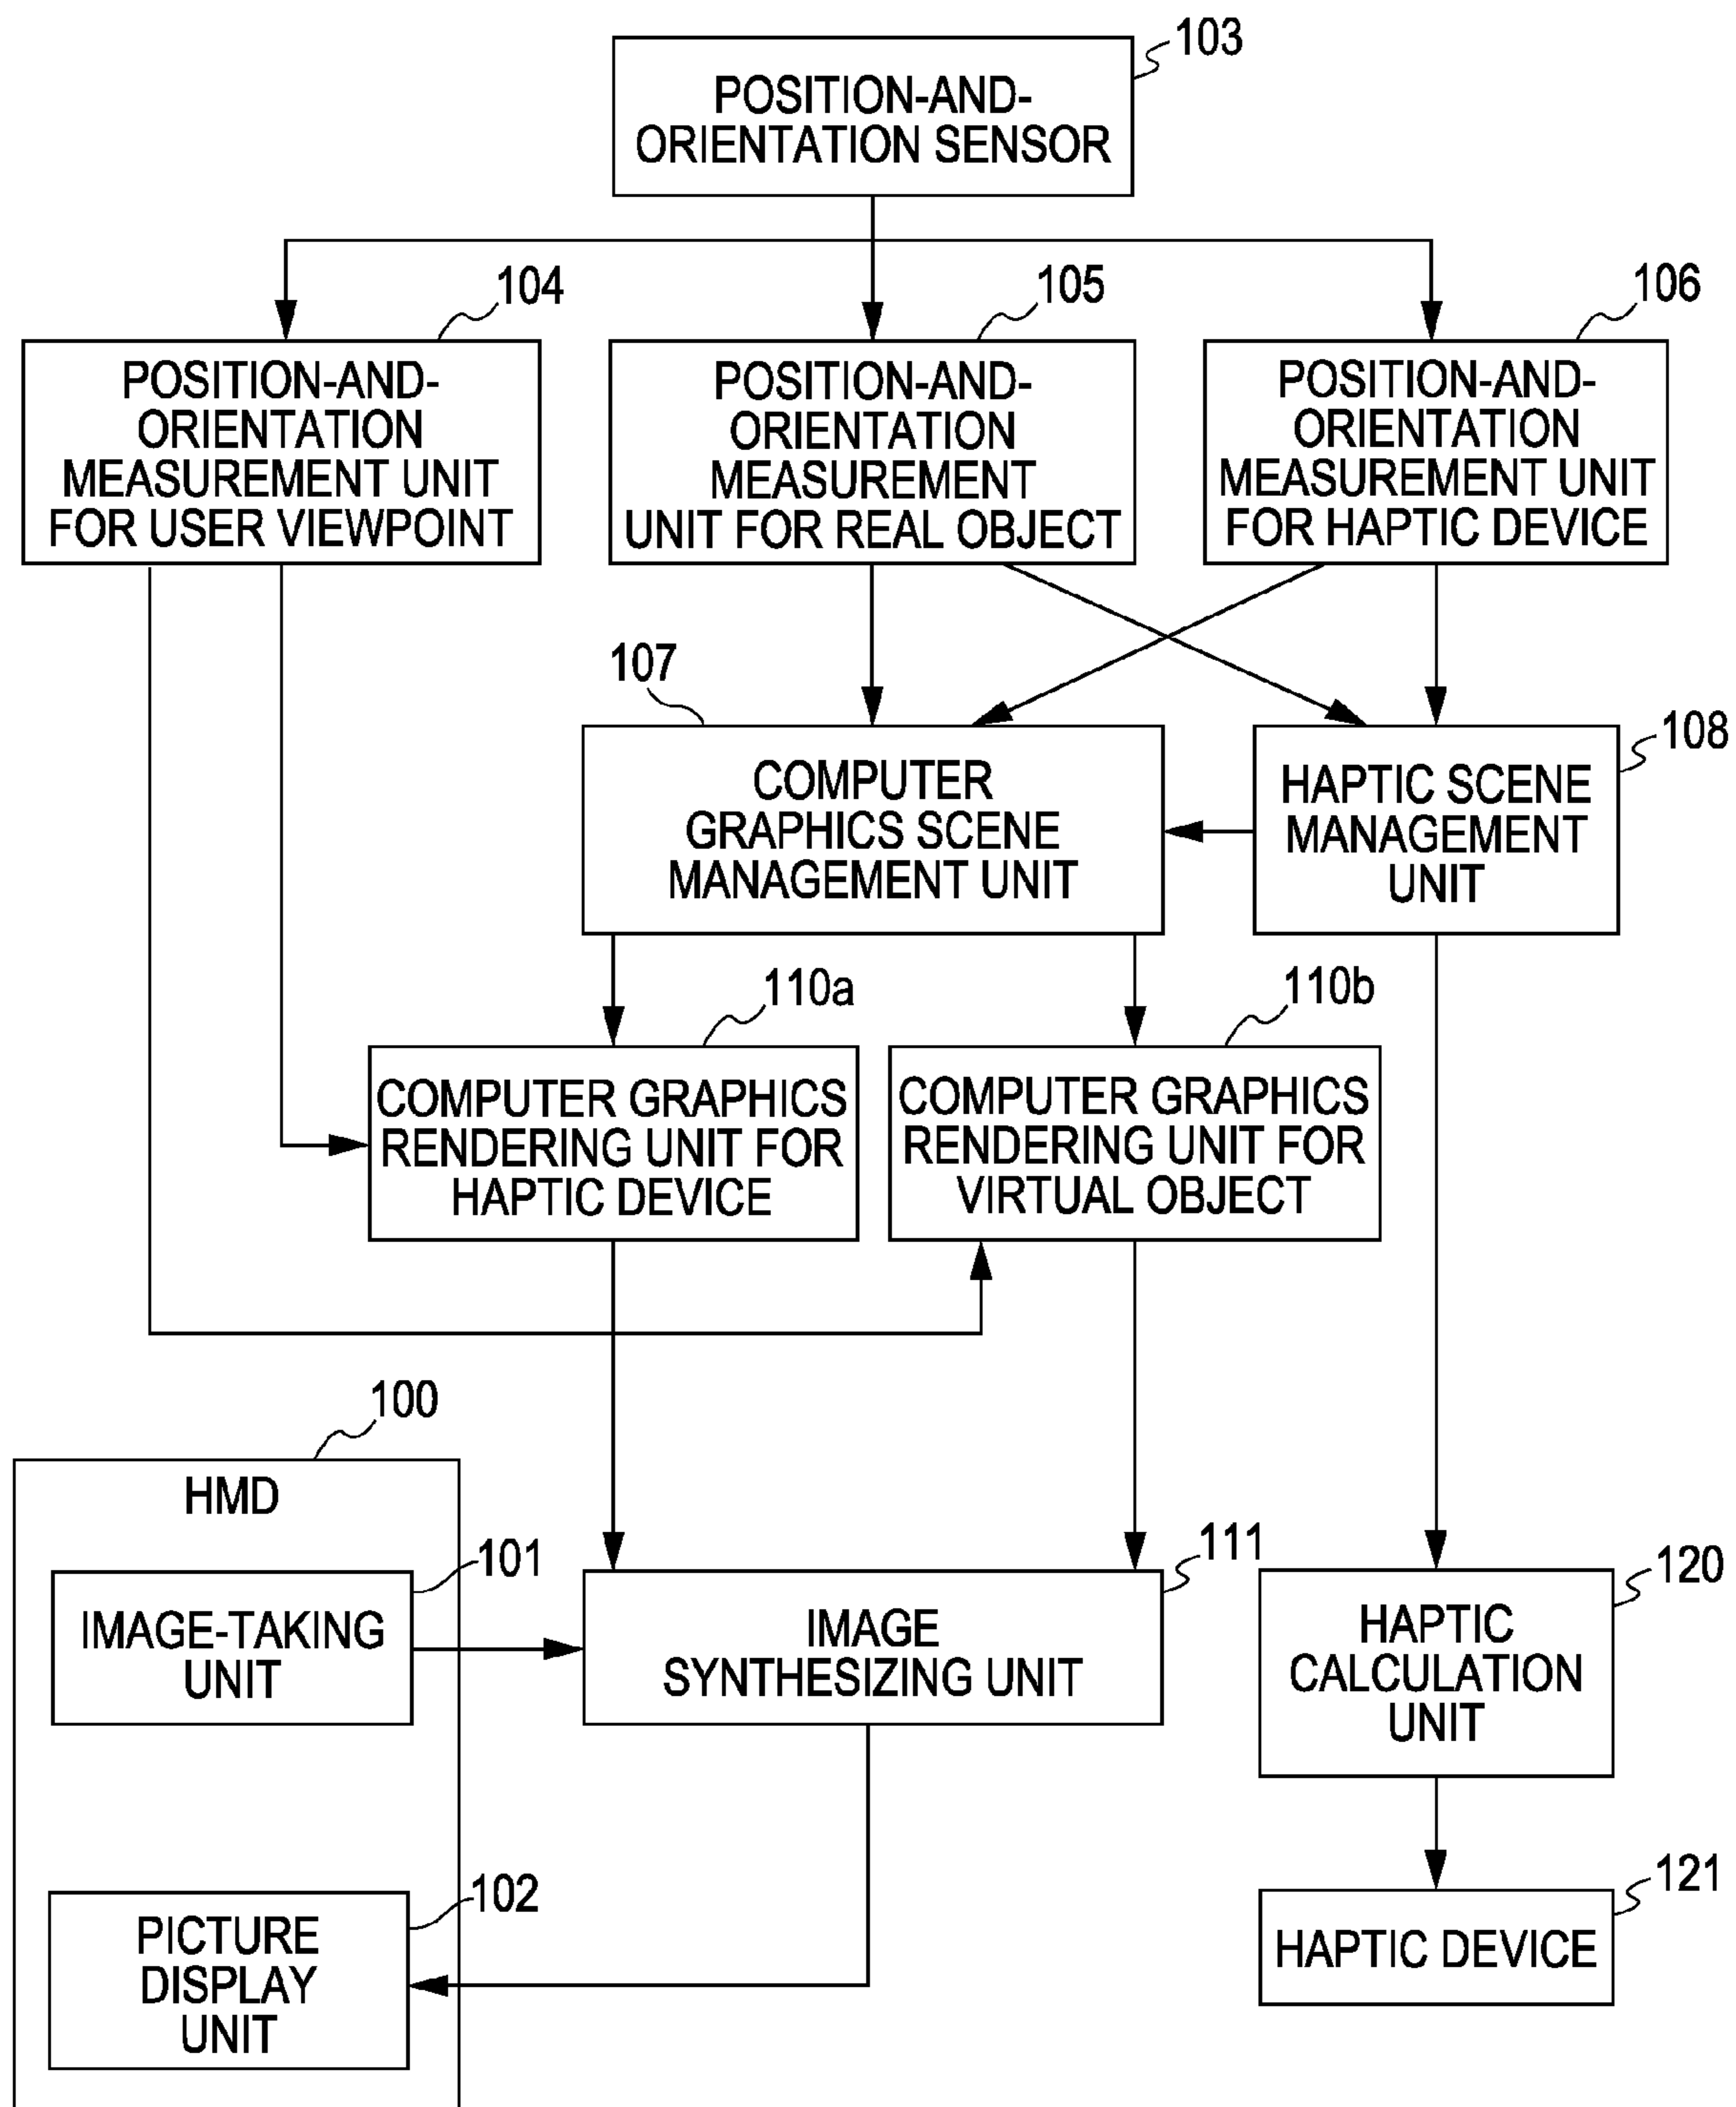 103
POSITION-AND-
ORIENTATION SENSOR
104
105
106
POSITION-AND-
ORIENTATION
MEASUREMENT UNIT
FOR USER VIEWPOINT
POSITION-AND-
ORIENTATION
MEASUREMENT
UNIT FOR REAL OBJECT
POSITION-AND-
ORIENTATION
MEASUREMENT UNIT
FOR HAPTIC DEVICE
107
108
COMPUTER
GRAPHICS SCENE
MANAGEMENT UNIT
HAPTIC SCENE
MANAGEMENT
UNIT
110a
110b
COMPUTER GRAPHICS
RENDERING UNIT FOR
HAPTIC DEVICE
COMPUTER GRAPHICS
RENDERING UNIT FOR
VIRTUAL OBJECT
100
HMD
101
IMAGE-TAKING
UNIT
111
IMAGE
SYNTHESIZING UNIT
120
HAPTIC
CALCULATION
UNIT
102
PICTURE
DISPLAY
UNIT
121
HAPTIC DEVICE